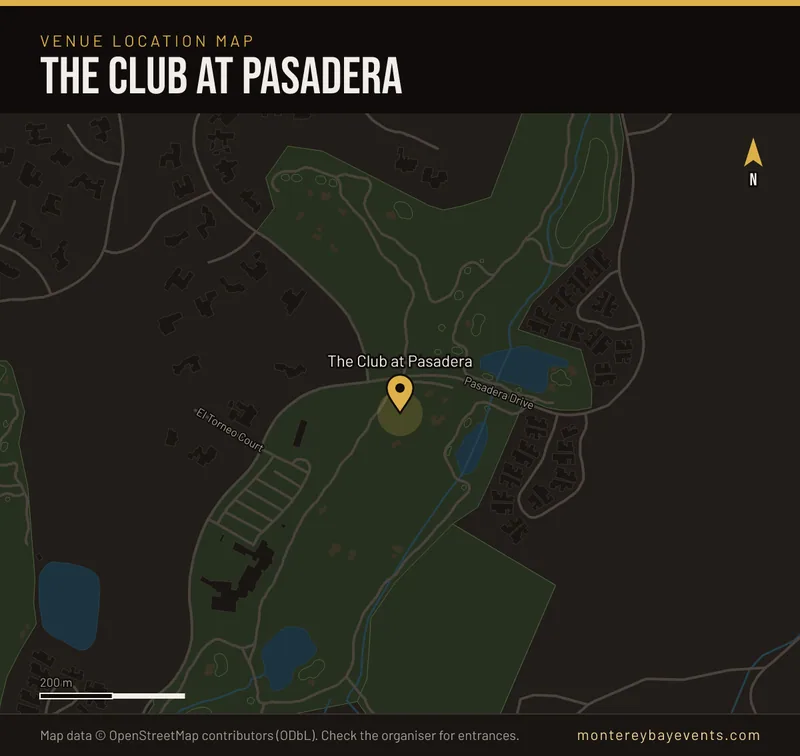 VENUE LOCATION MAP
THE CLUB AT PASADERA
N
The Club at Pasadera
Pasadera Drive
El Torneo Court
200 m
Map data © OpenStreetMap contributors (ODbL). Check the organiser for entrances.
montereybayevents.com